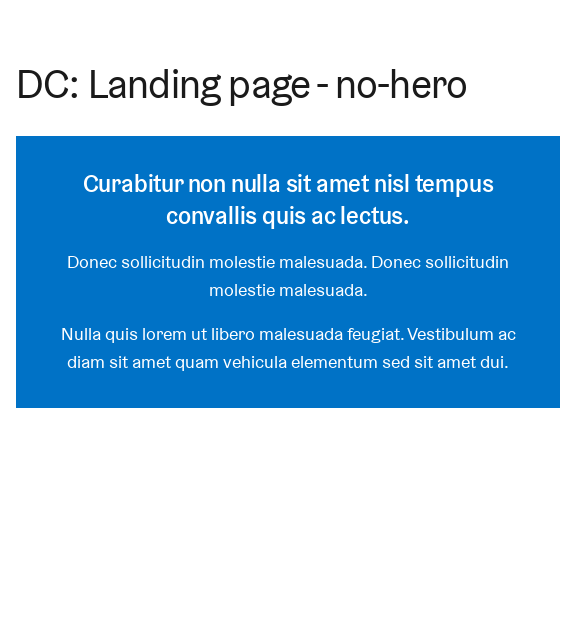 DC: Landing page - no-hero
Curabitur non nulla sit amet nisl tempus
convallis quis ac lectus.
Donec sollicitudin molestie malesuada. Donec sollicitudin
molestie malesuada.
Nulla quis lorem ut libero malesuada feugiat. Vestibulum ac
diam sit amet quam vehicula elementum sed sit amet dui.